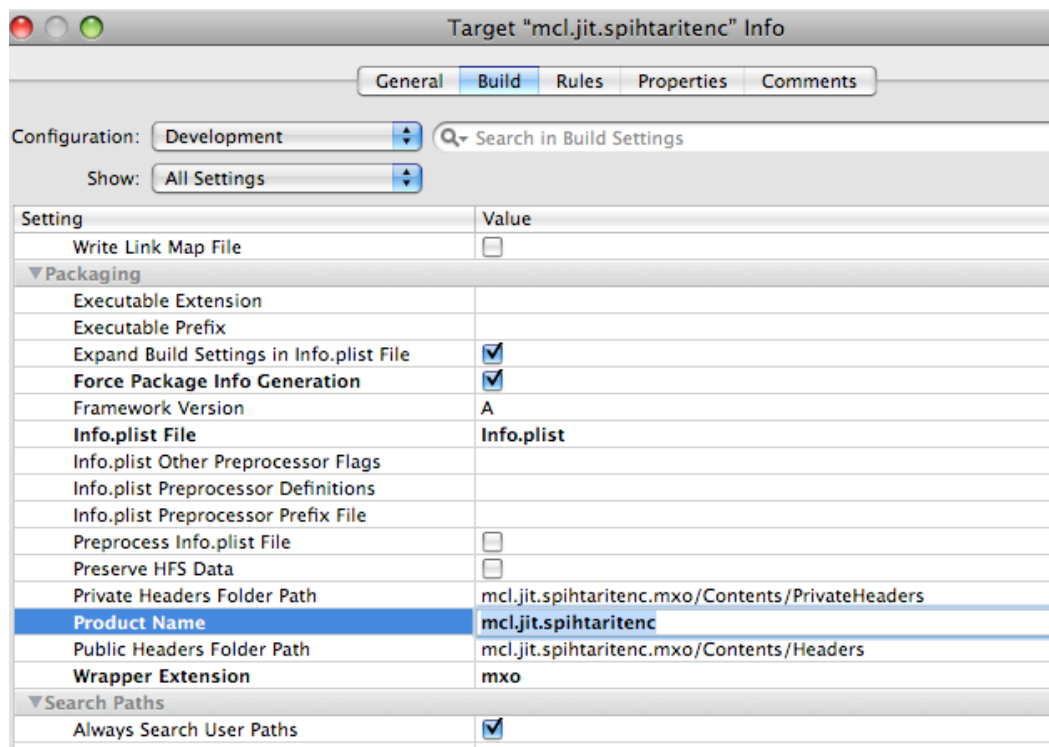 Target “mcl.jit.spihtaritenc” Info
General Build Rules Properties Comments
Configuration: Development Search in Build Settings
Show: All Settings
Setting Value
Write Link Map File
Packaging
Executable Extension
Executable Prefix
Expand Build Settings in Info.plist File
Force Package Info Generation
Framework Version A
Info.plist File Info.plist
Info.plist Other Preprocessor Flags
Info.plist Preprocessor Definitions
Info.plist Preprocessor Prefix File
Preprocess Info.plist File
Preserve HFS Data
Private Headers Folder Path mcl.jit.spihtaritenc.mxo/Contents/PrivateHeaders
Product Name mcl.jit.spihtaritenc
Public Headers Folder Path mcl.jit.spihtaritenc.mxo/Contents/Headers
Wrapper Extension mxo
Search Paths
Always Search User Paths